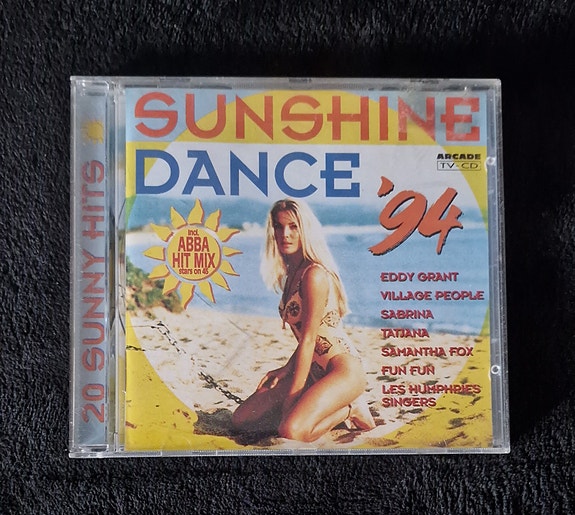 20 SUNNY HITS
SUNSHINE
DANCE '94
ARCADE
TV-CD
incl.
ABBA
HIT MIX
stars on 45
EDDY GRANT
VILLAGE PEOPLE
SABRINA
TATJANA
SAMANTHA FOX
FUN FUN
LES HUMPHRIES
SINGERS